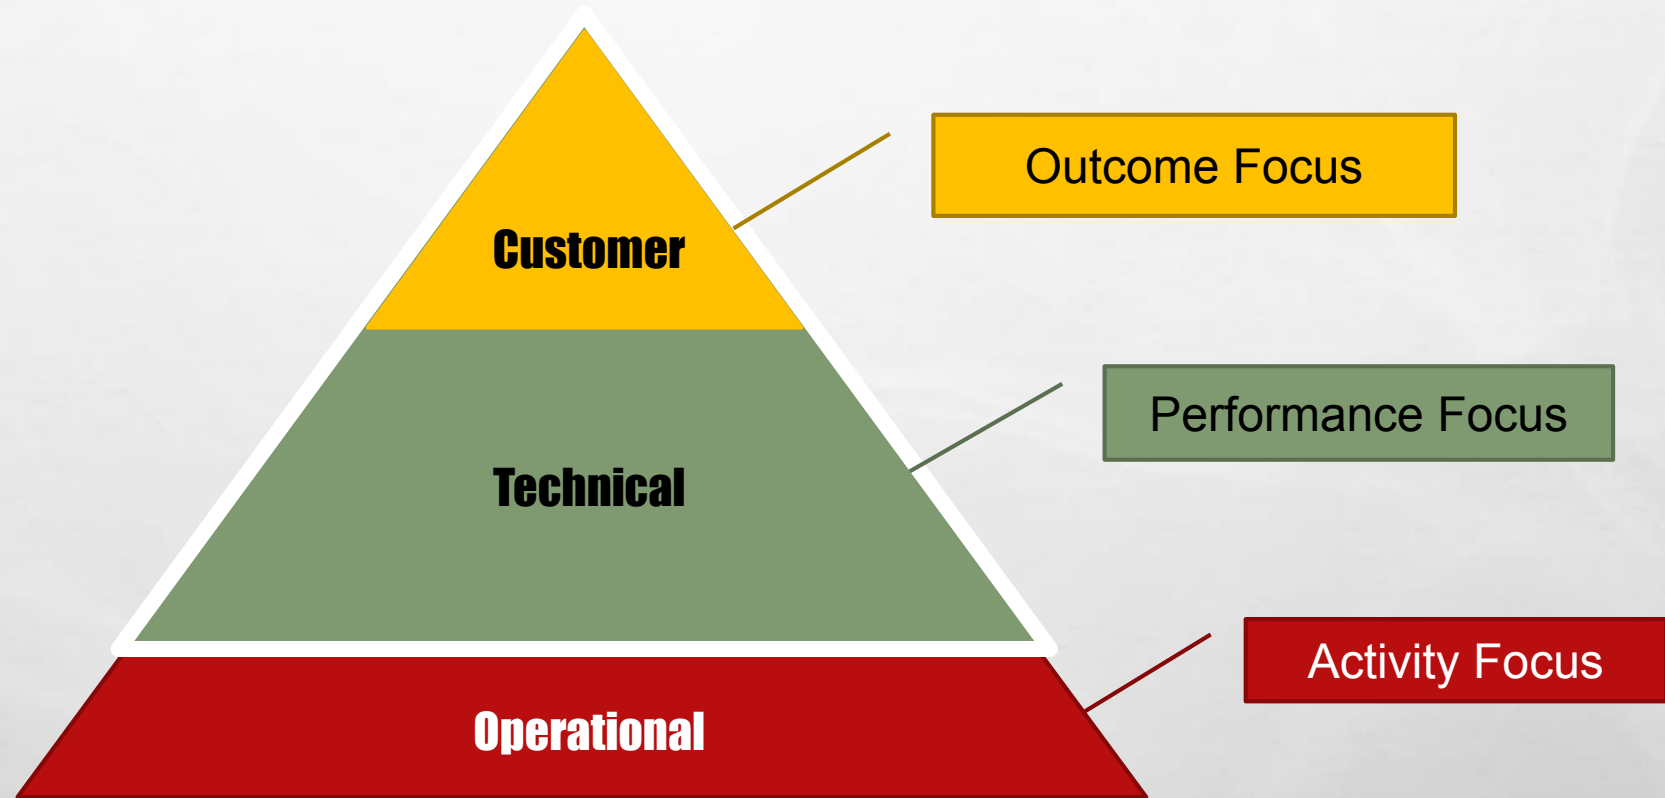 Outcome Focus
Customer
Performance Focus
Technical
Activity Focus
Operational